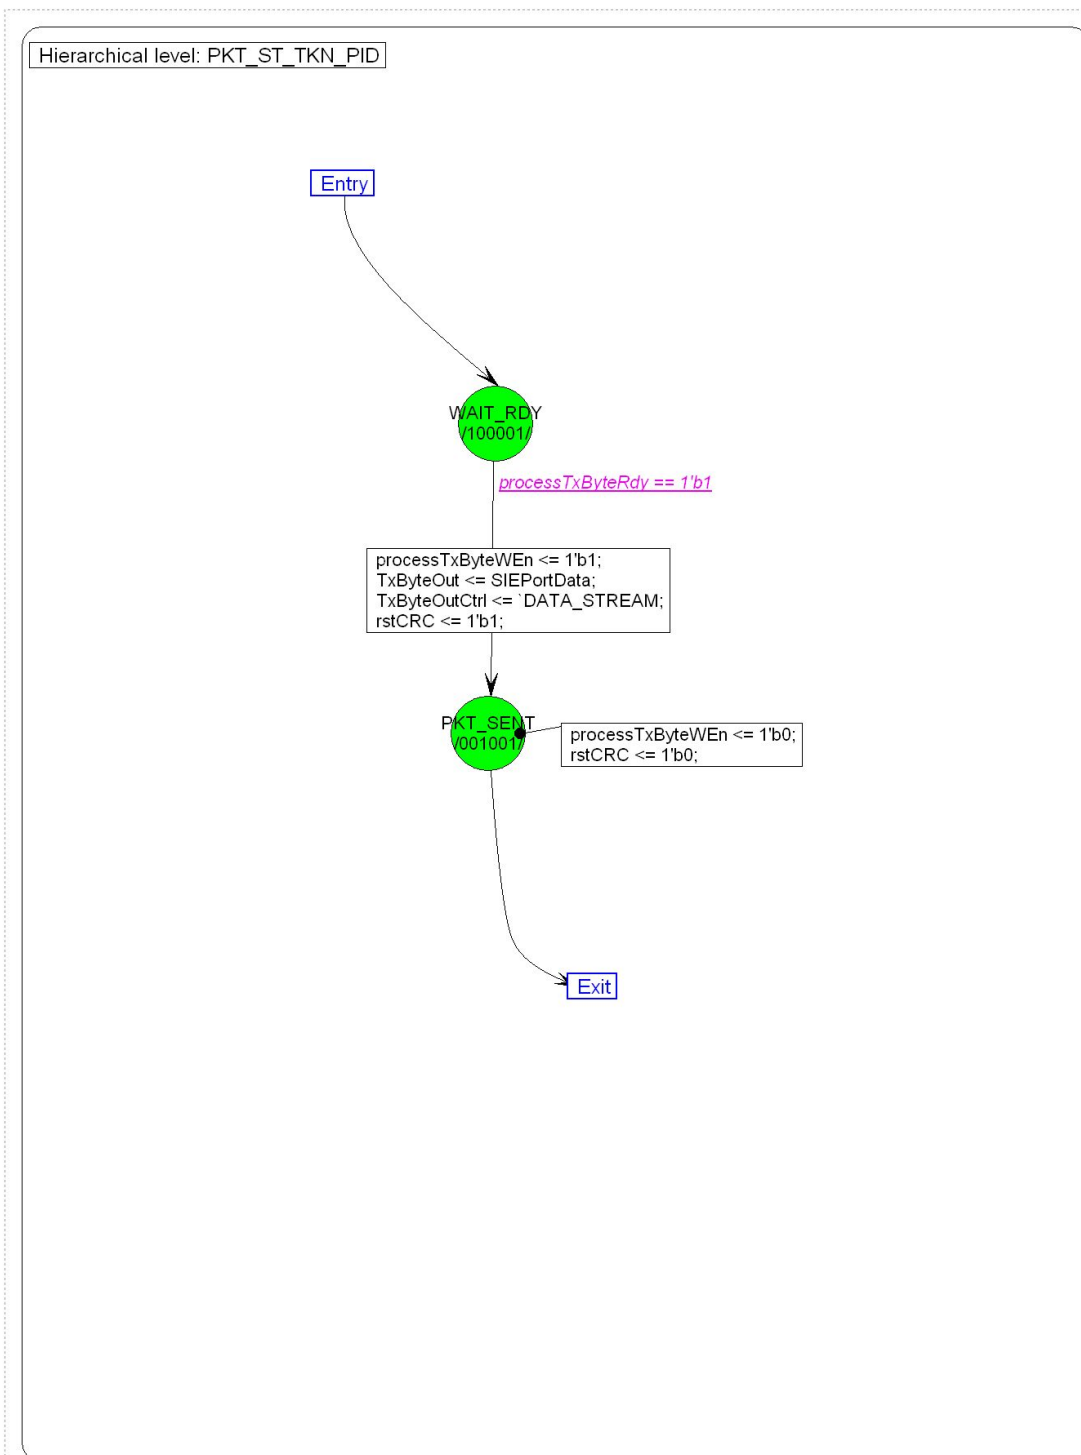 Hierarchical level: PKT_ST_TKN_PID
Entry
WAIT_RDY
/100001/
processTxByteRdy == 1'b1
processTxByteWEn <= 1'b1;
TxByteOut <= SIEPortData;
TxByteOutCtrl <= `DATA_STREAM;
rstCRC <= 1'b1;
PKT_SENT
/001001/
processTxByteWEn <= 1'b0;
rstCRC <= 1'b0;
Exit